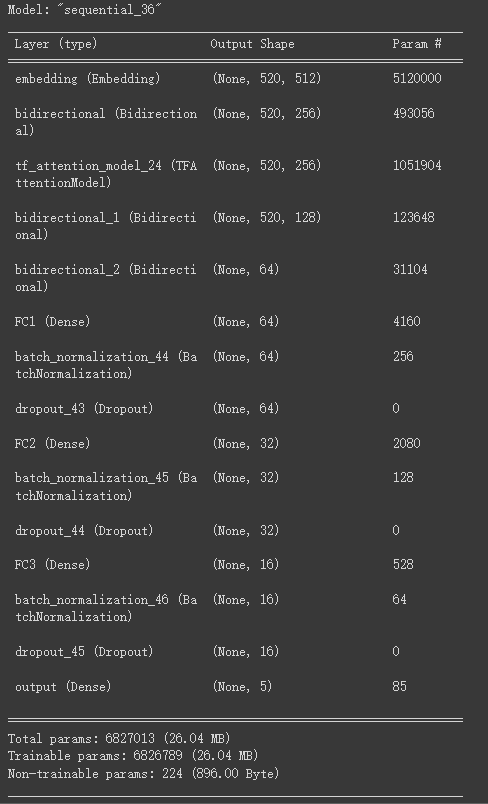 Model: "sequential_36"
Layer (type) Output Shape Param #
embedding (Embedding) (None, 520, 512) 5120000
bidirectional (Bidirection (None, 520, 256) 493056
al)
tf_attention_model_24 (TFA (None, 520, 256) 1051904
ttentionModel)
bidirectional_1 (Bidirecti (None, 520, 128) 123648
onal)
bidirectional_2 (Bidirecti (None, 64) 31104
onal)
FC1 (Dense) (None, 64) 4160
batch_normalization_44 (Ba (None, 64) 256
tchNormalization)
dropout_43 (Dropout) (None, 64) 0
FC2 (Dense) (None, 32) 2080
batch_normalization_45 (Ba (None, 32) 128
tchNormalization)
dropout_44 (Dropout) (None, 32) 0
FC3 (Dense) (None, 16) 528
batch_normalization_46 (Ba (None, 16) 64
tchNormalization)
dropout_45 (Dropout) (None, 16) 0
output (Dense) (None, 5) 85
Total params: 6827013 (26.04 MB)
Trainable params: 6826789 (26.04 MB)
Non-trainable params: 224 (896.00 Byte)